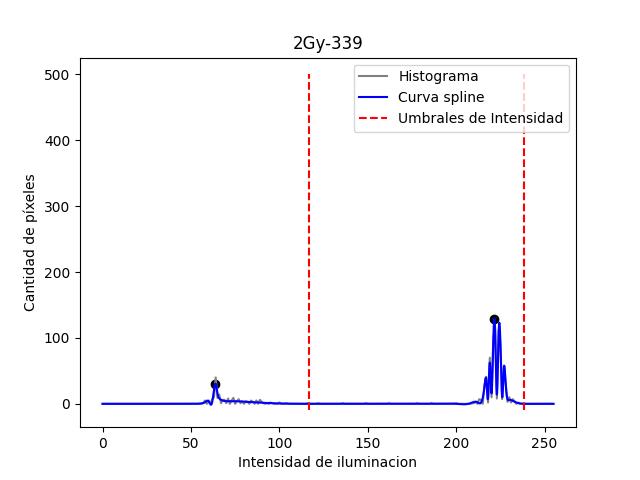 2Gy-339
Histograma
Curva spline
Umbrales de Intensidad
Cantidad de píxeles
500
400
300
200
100
0
0 50 100 150 200 250
Intensidad de iluminacion